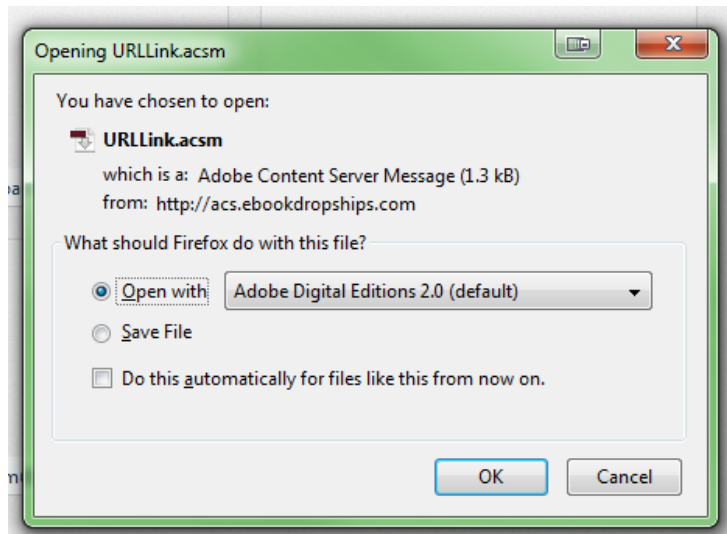 Opening URLLink.acsm
You have chosen to open:
URLLink.acsm
which is a: Adobe Content Server Message (1.3 kB)
from: http://acs.ebookdropships.com
What should Firefox do with this file?
Open with Adobe Digital Editions 2.0 (default)
Save File
Do this automatically for files like this from now on.
OK Cancel